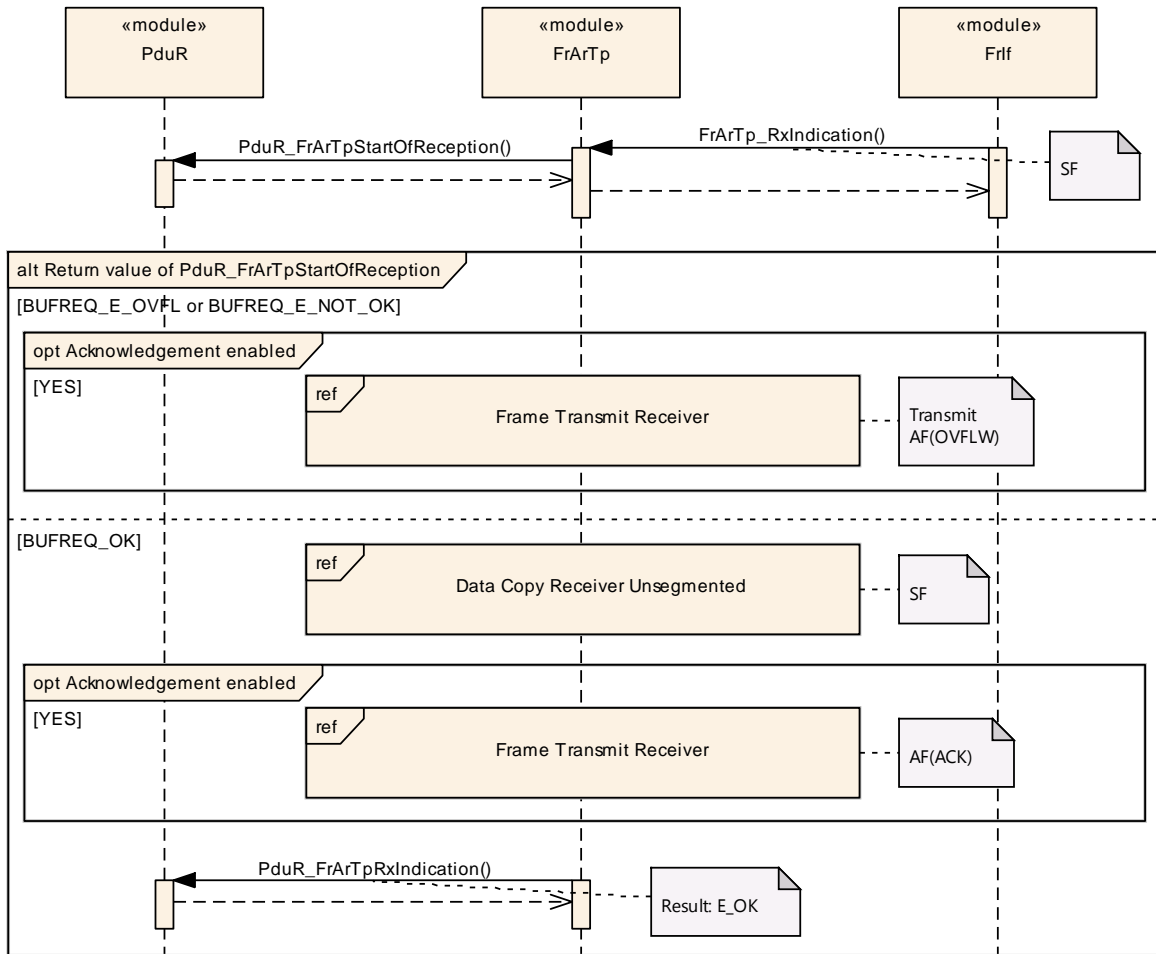 «module»
PduR
«module»
FrArTp
«module»
FrIf
FrArTp_RxIndication()
PduR_FrArTpStartOfReception()
SF
alt Return value of PduR_FrArTpStartOfReception
[BUFREQ_E_OVFL or BUFREQ_E_NOT_OK]
opt Acknowledgement enabled
[YES]
ref
Frame Transmit Receiver
Transmit
AF(OVFLW)
[BUFREQ_OK]
ref
Data Copy Receiver Unsegmented
SF
opt Acknowledgement enabled
[YES]
ref
Frame Transmit Receiver
AF(ACK)
PduR_FrArTpRxIndication()
Result: E_OK